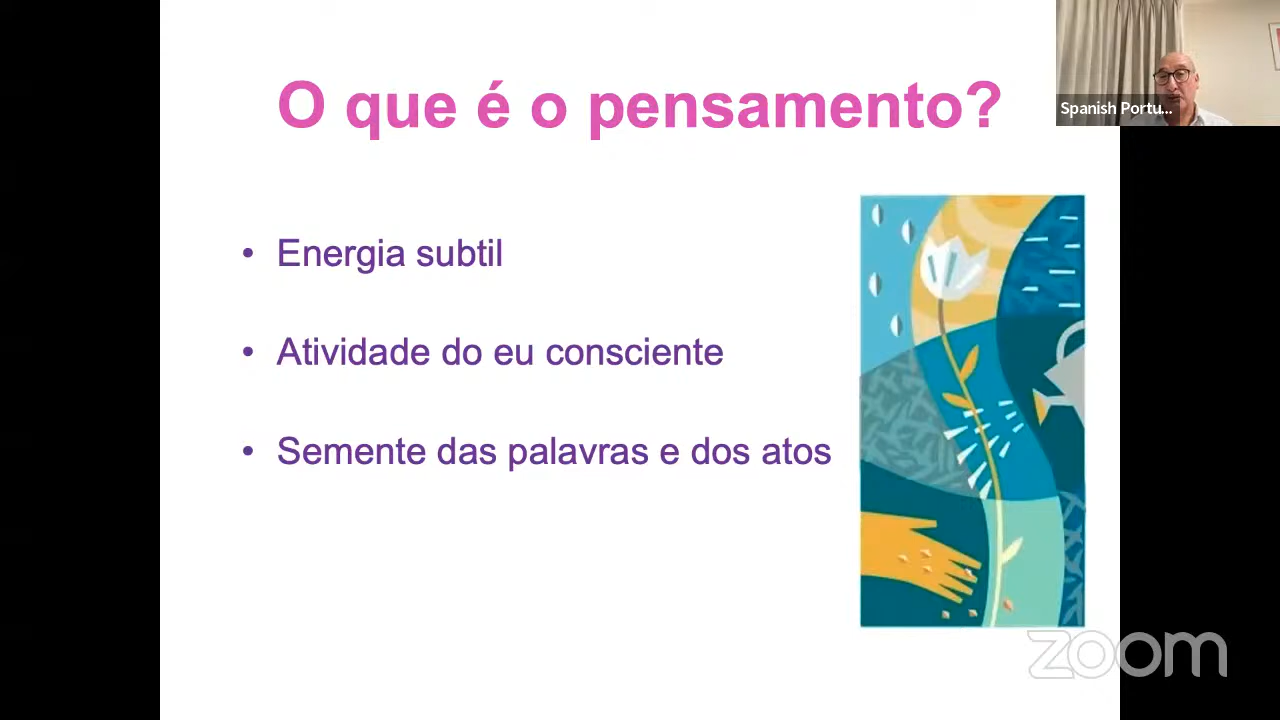 O que é o pensamento?
Spanish Portu...
• Energia subtil
• Atividade do eu consciente
• Semente das palavras e dos atos
zoom